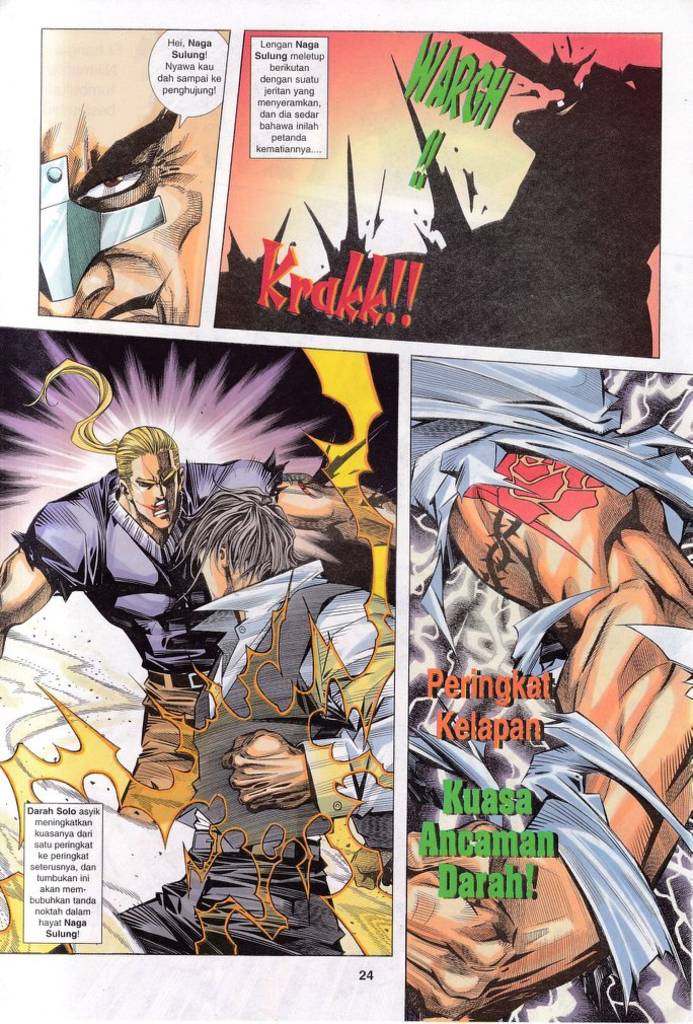 Hei, Naga
Sulung!
Nyawa kau
dah sampai ke
penghujung!
Lengan Naga
Sulung meletup
berikutan
dengan suatu
jeritan yang
menyeramkan,
dan dia sedar
bahawa inilah
petanda
kematiannya....
WARGH
!!
Krakk!!
Darah Solo asyik
meningkatkan
kuasanya dari
satu peringkat
ke peringkat
seterusnya, dan
tumbukan ini
akan mem-
bubuhkan tanda
noktah dalam
hayat Naga
Sulung!
Peringkat
Kelapan
Kuasa
Ancaman
Darah!
24